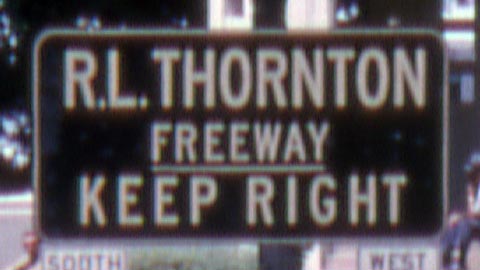 R.L. THORNTON
FREEWAY
KEEP RIGHT
SOUTH WEST